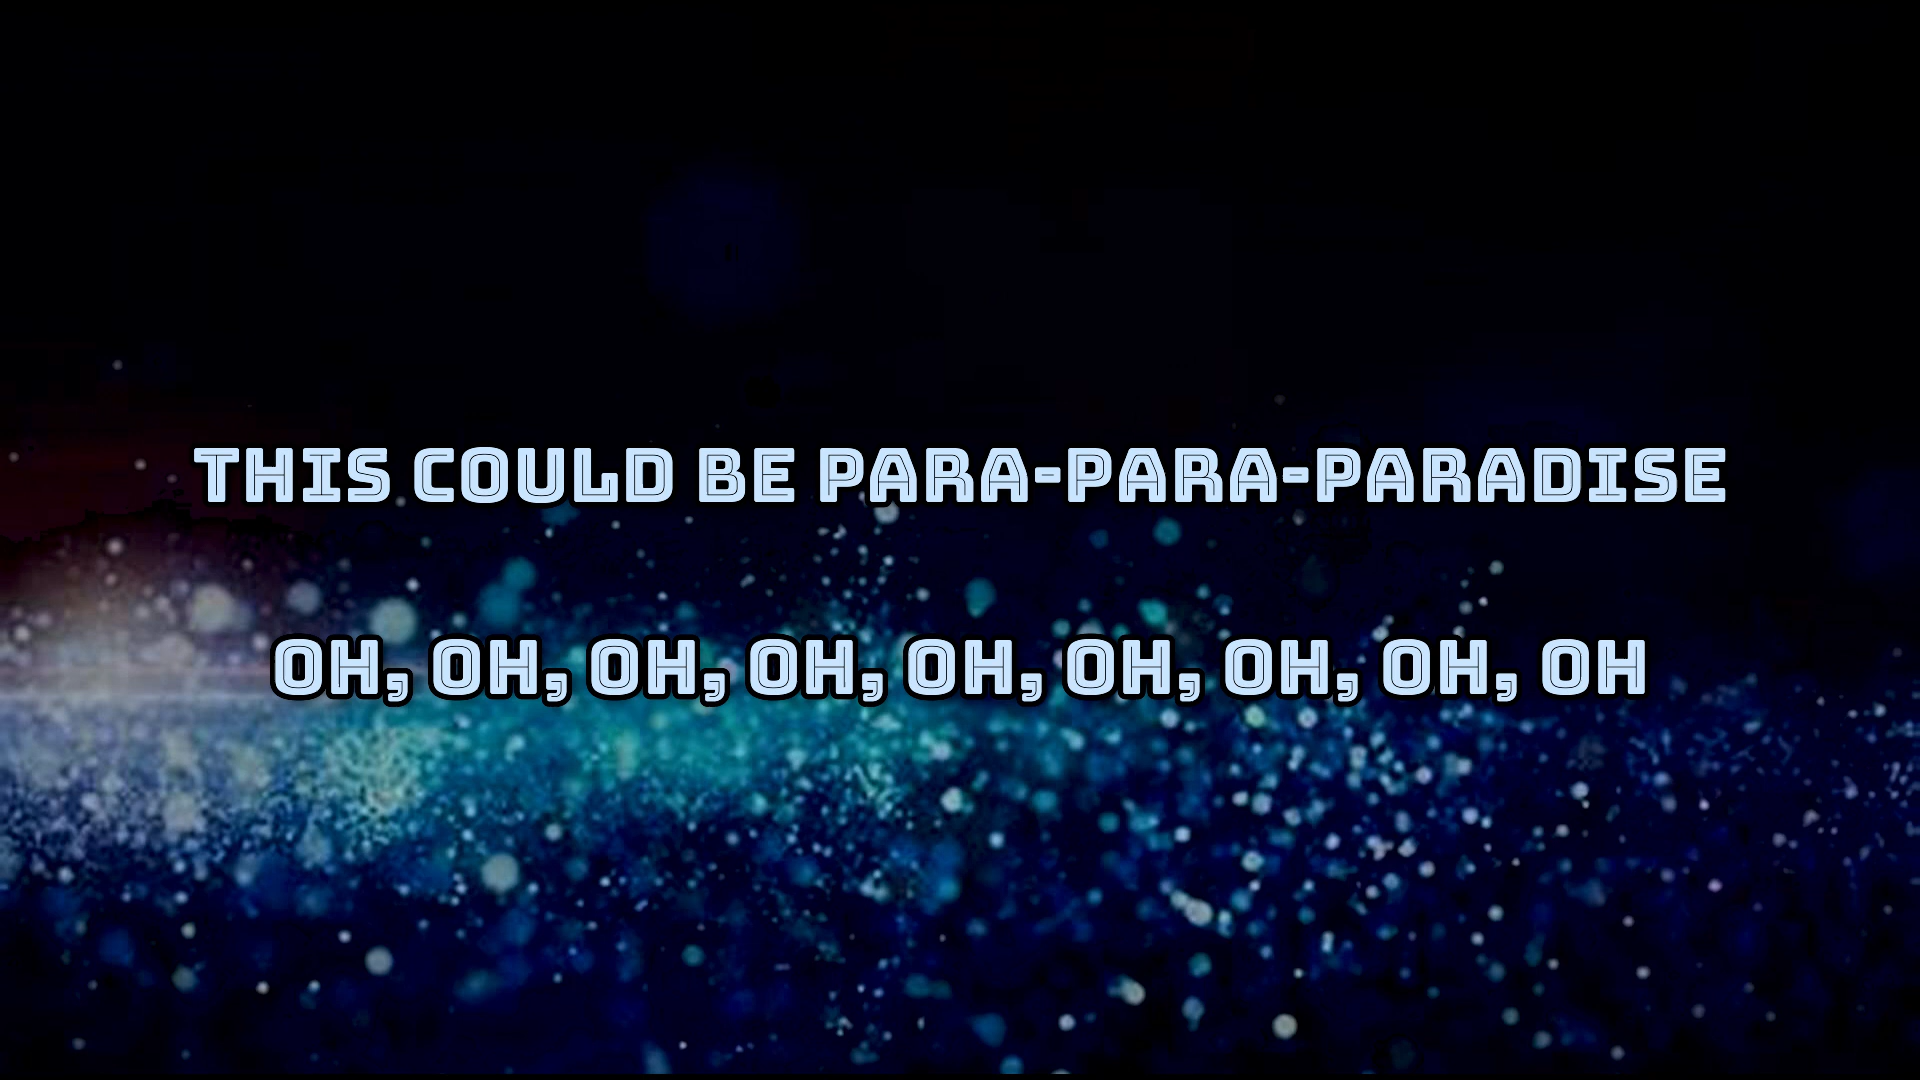 THIS COULD BE PARA-PARA-PARADISE
OH, OH, OH, OH, OH, OH, OH, OH, OH